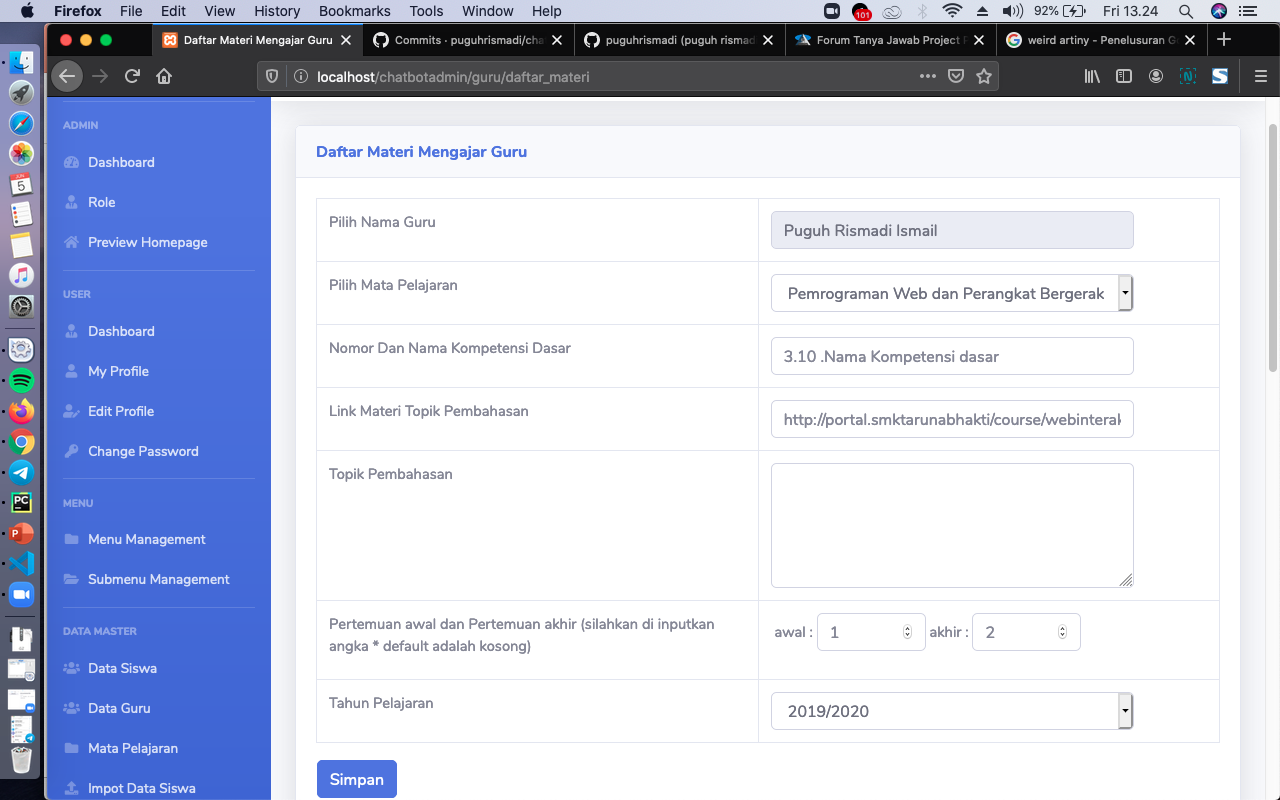 Firefox File Edit View History Bookmarks Tools Window Help 101 92% Fri 13.24
Daftar Materi Mengajar Guru Commits · puguhrismadi/cha puguhrismadi (puguh rismad Forum Tanya Jawab Project weird artiny - Penelusuran G
localhost/chatbotadmin/guru/daftar_materi
ADMIN
Dashboard
Role
Preview Homepage
USER
Dashboard
My Profile
Edit Profile
Change Password
MENU
Menu Management
Submenu Management
DATA MASTER
Data Siswa
Data Guru
Mata Pelajaran
Impot Data Siswa
Daftar Materi Mengajar Guru
Pilih Nama Guru Puguh Rismadi Ismail
Pilih Mata Pelajaran Pemrograman Web dan Perangkat Bergerak
Nomor Dan Nama Kompetensi Dasar 3.10 .Nama Kompetensi dasar
Link Materi Topik Pembahasan http://portal.smktarunabhakti/course/webinterak
Topik Pembahasan
Pertemuan awal dan Pertemuan akhir (silahkan di inputkan
angka * default adalah kosong)
awal : 1 akhir : 2
Tahun Pelajaran 2019/2020
Simpan
JUN
5
PC
P